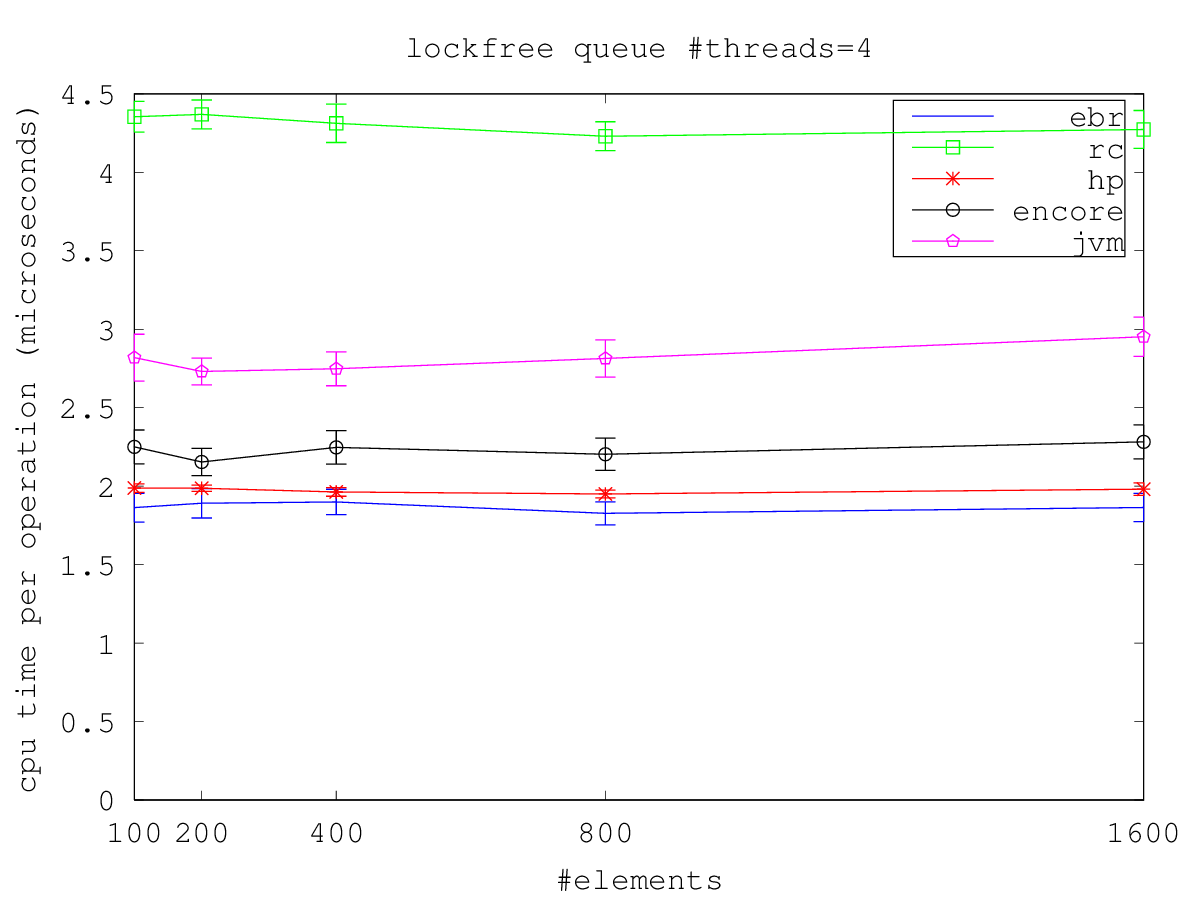 lockfree queue #threads=4
cpu time per operation (microseconds)
4.5
4
3.5
3
2.5
2
1.5
1
0.5
0
ebr
rc
hp
encore
jvm
100 200 400 800 1600
#elements